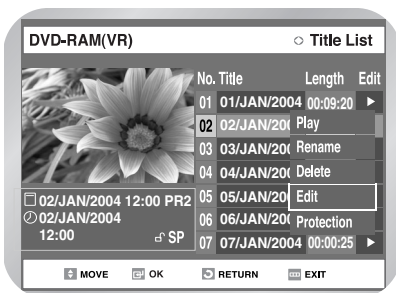 DVD-RAM(VR) Title List
No. Title Length Edit
01 01/JAN/2004 00:09:20 ►
02 02/JAN/200 Play
03 03/JAN/200 Rename
04 04/JAN/200 Delete
05 05/JAN/20 Edit
06 06/JAN/200 Protection
07 07/JAN/2004 00:00:25 ►
02/JAN/2004 12:00 PR2
02/JAN/2004
12:00 SP
MOVE OK RETURN EXIT